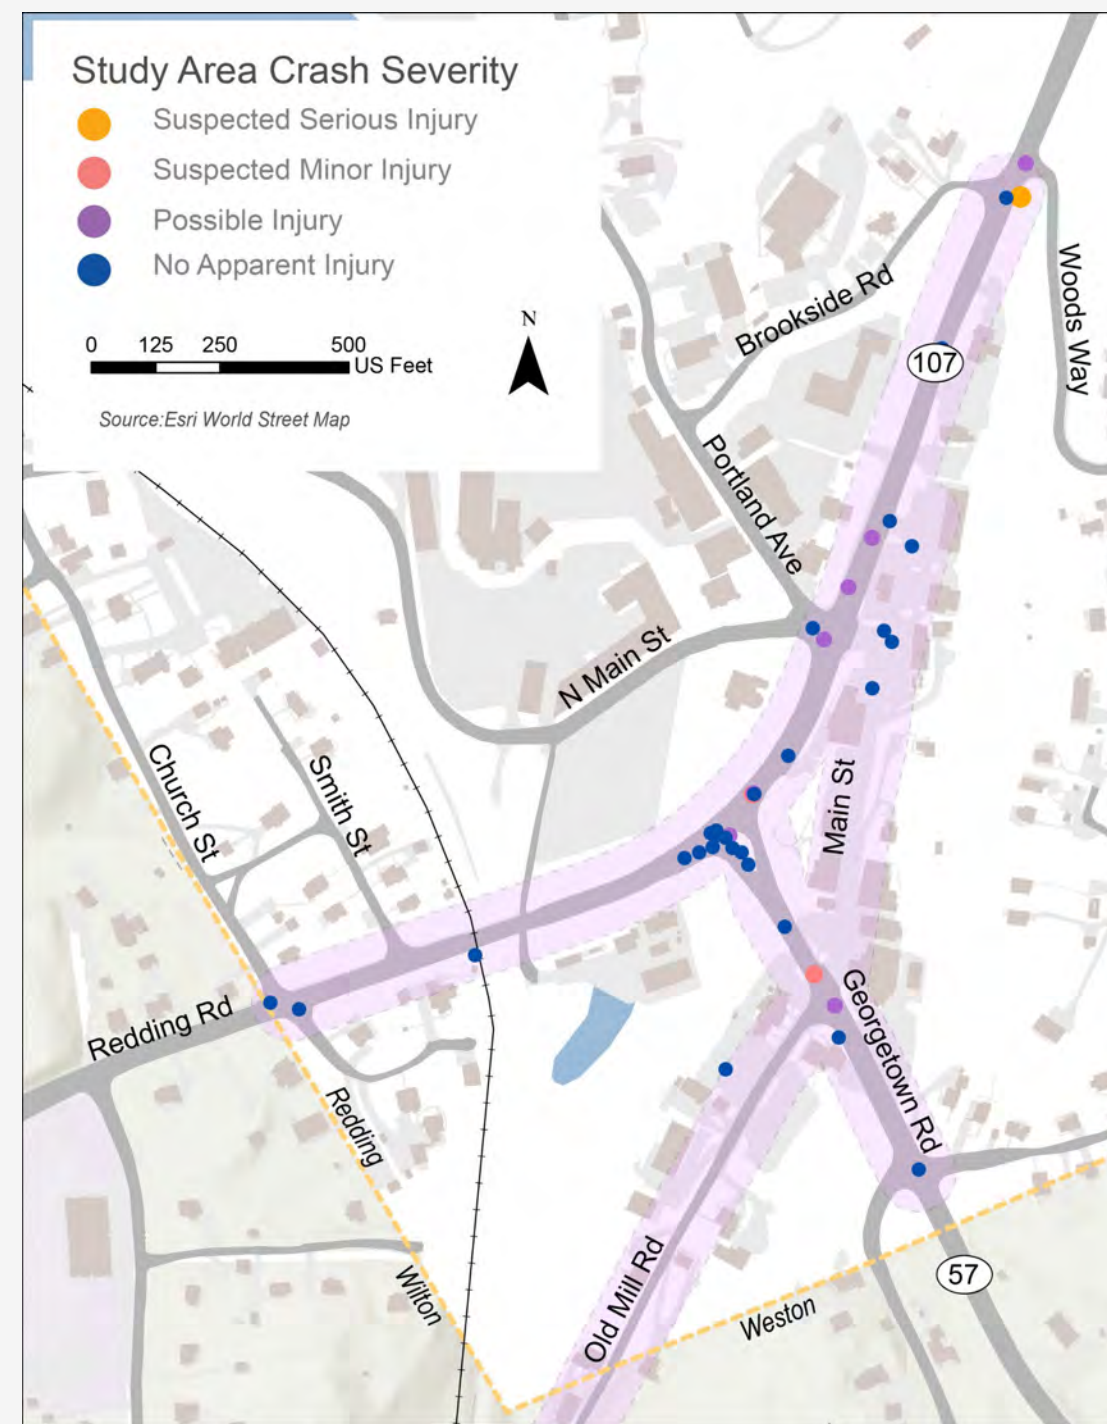 Study Area Crash Severity
Suspected Serious Injury
Suspected Minor Injury
Possible Injury
No Apparent Injury
0 125 250 500
US Feet
N
Source:Esri World Street Map
Brookside Rd
Woods Way
107
Portland Ave
N Main St
Church St
Smith St
Main St
Redding Rd
Georgetown Rd
Redding
Wilton
Old Mill Rd
Weston
57